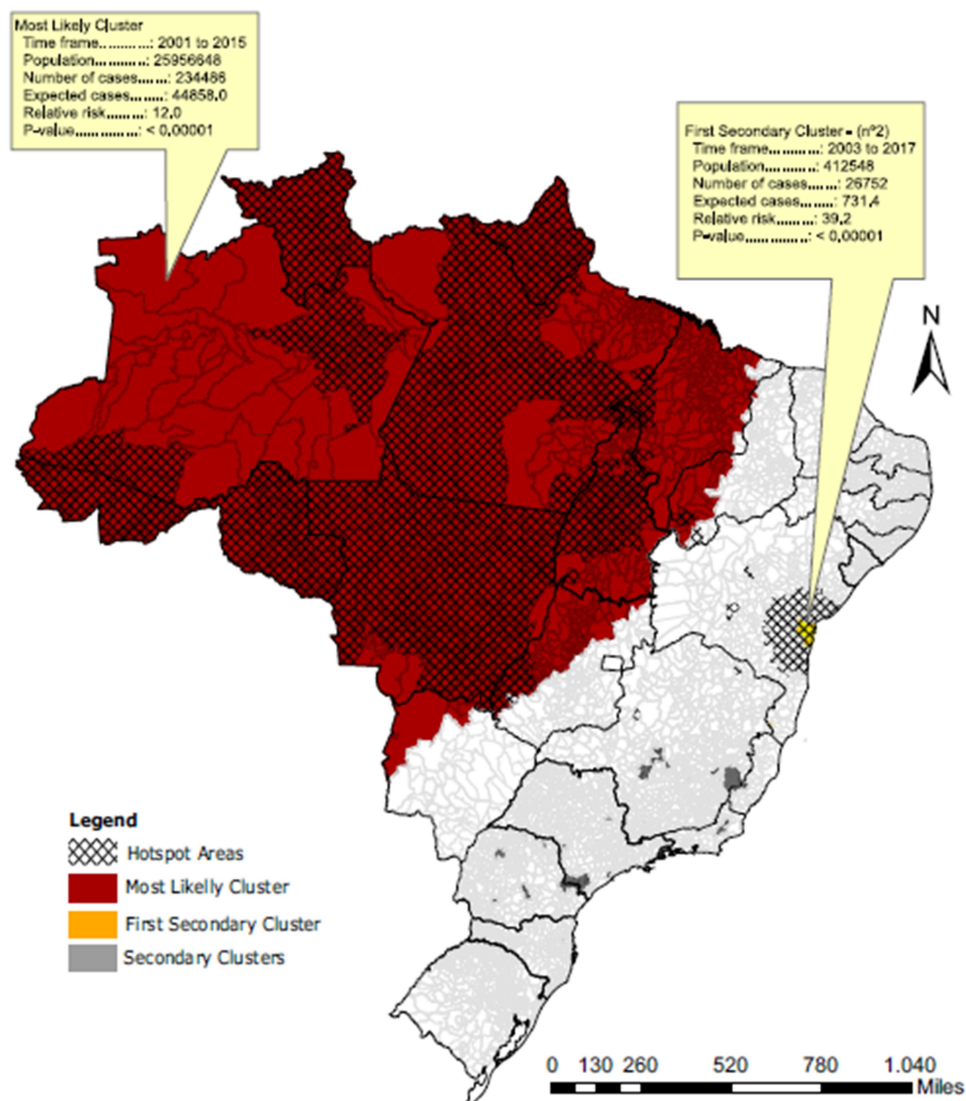 Most Likely Cluster
Time frame..........: 2001 to 2015
Population...........: 25956648
Number of cases......: 234486
Expected cases.......: 44858.0
Relative risk.......: 12.0
P-value..............: < 0,00001
First Secondary Cluster - (nº2)
Time frame..........: 2003 to 2017
Population..........: 412548
Number of cases......: 26752
Expected cases.......: 731,4
Relative risk.......: 39,2
P-value..............: < 0,00001
N
Legend
Hotspot Areas
Most Likelly Cluster
First Secondary Cluster
Secondary Clusters
0 130 260 520 780 1.040
Miles